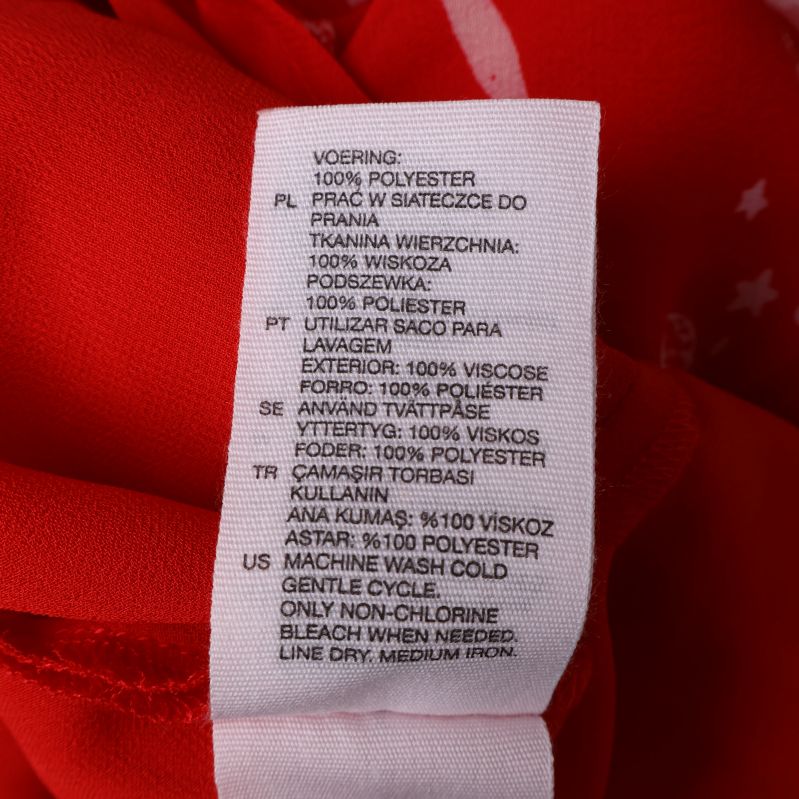 VOERING:
100% POLYESTER
PL PRAĆ W SIATECZCE DO
PRANIA
TKANINA WIERZCHNIA:
100% WISKOZA
PODSZEWKA:
100% POLIESTER
PT UTILIZAR SACO PARA
LAVAGEM
EXTERIOR: 100% VISCOSE
FORRO: 100% POLIÉSTER
SE ANVÄND TVÄTTPÅSE
YTTERTYG: 100% VISKOS
FODER: 100% POLYESTER
TR ÇAMAŞIR TORBASI
KULLANIN
ANA KUMAŞ: %100 VİSKOZ
ASTAR: %100 POLYESTER
US MACHINE WASH COLD
GENTLE CYCLE.
ONLY NON-CHLORINE
BLEACH WHEN NEEDED.
LINE DRY. MEDIUM IRON.